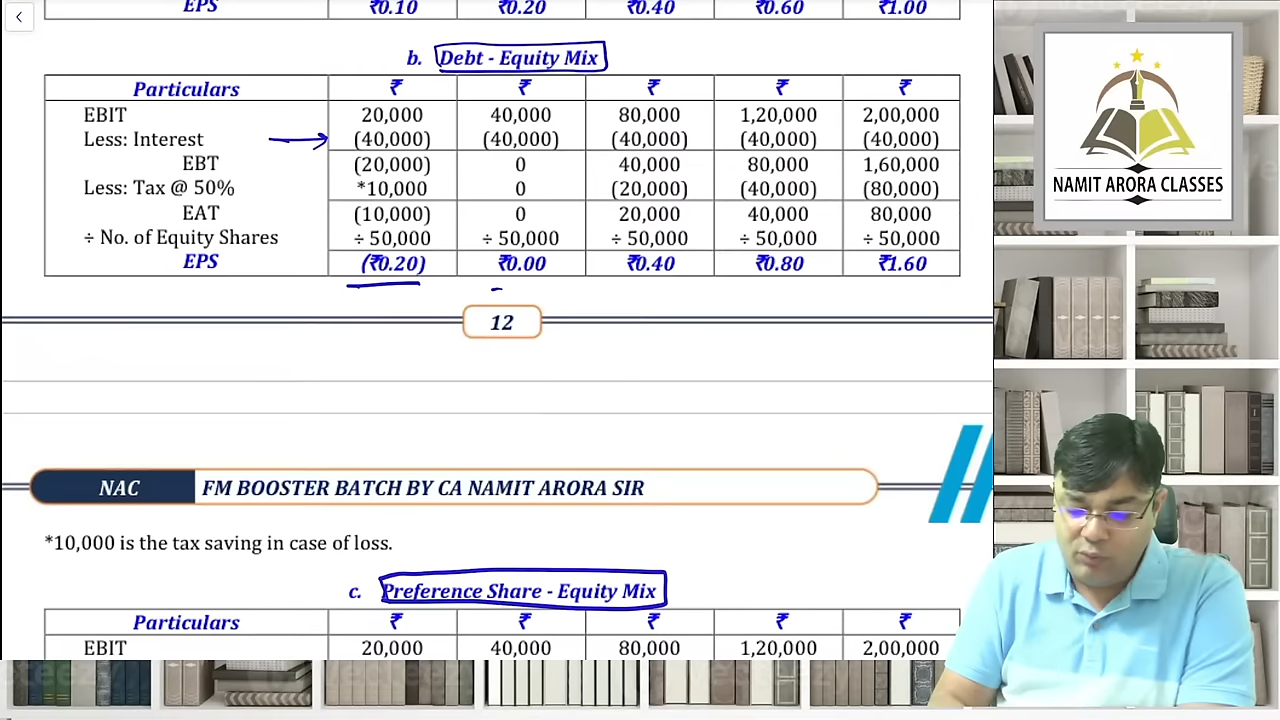 EPS ₹0.10 ₹0.20 ₹0.40 ₹0.60 ₹1.00
b. Debt - Equity Mix
Particulars ₹ ₹ ₹ ₹ ₹
EBIT 20,000 40,000 80,000 1,20,000 2,00,000
Less: Interest (40,000) (40,000) (40,000) (40,000) (40,000)
EBT (20,000) 0 40,000 80,000 1,60,000
Less: Tax @ 50% *10,000 0 (20,000) (40,000) (80,000)
EAT (10,000) 0 20,000 40,000 80,000
÷ No. of Equity Shares ÷ 50,000 ÷ 50,000 ÷ 50,000 ÷ 50,000 ÷ 50,000
EPS (₹0.20) ₹0.00 ₹0.40 ₹0.80 ₹1.60
12
NAC FM BOOSTER BATCH BY CA NAMIT ARORA SIR
*10,000 is the tax saving in case of loss.
c. Preference Share - Equity Mix
Particulars ₹ ₹ ₹ ₹ ₹
EBIT 20,000 40,000 80,000 1,20,000 2,00,000
NAMIT ARORA CLASSES